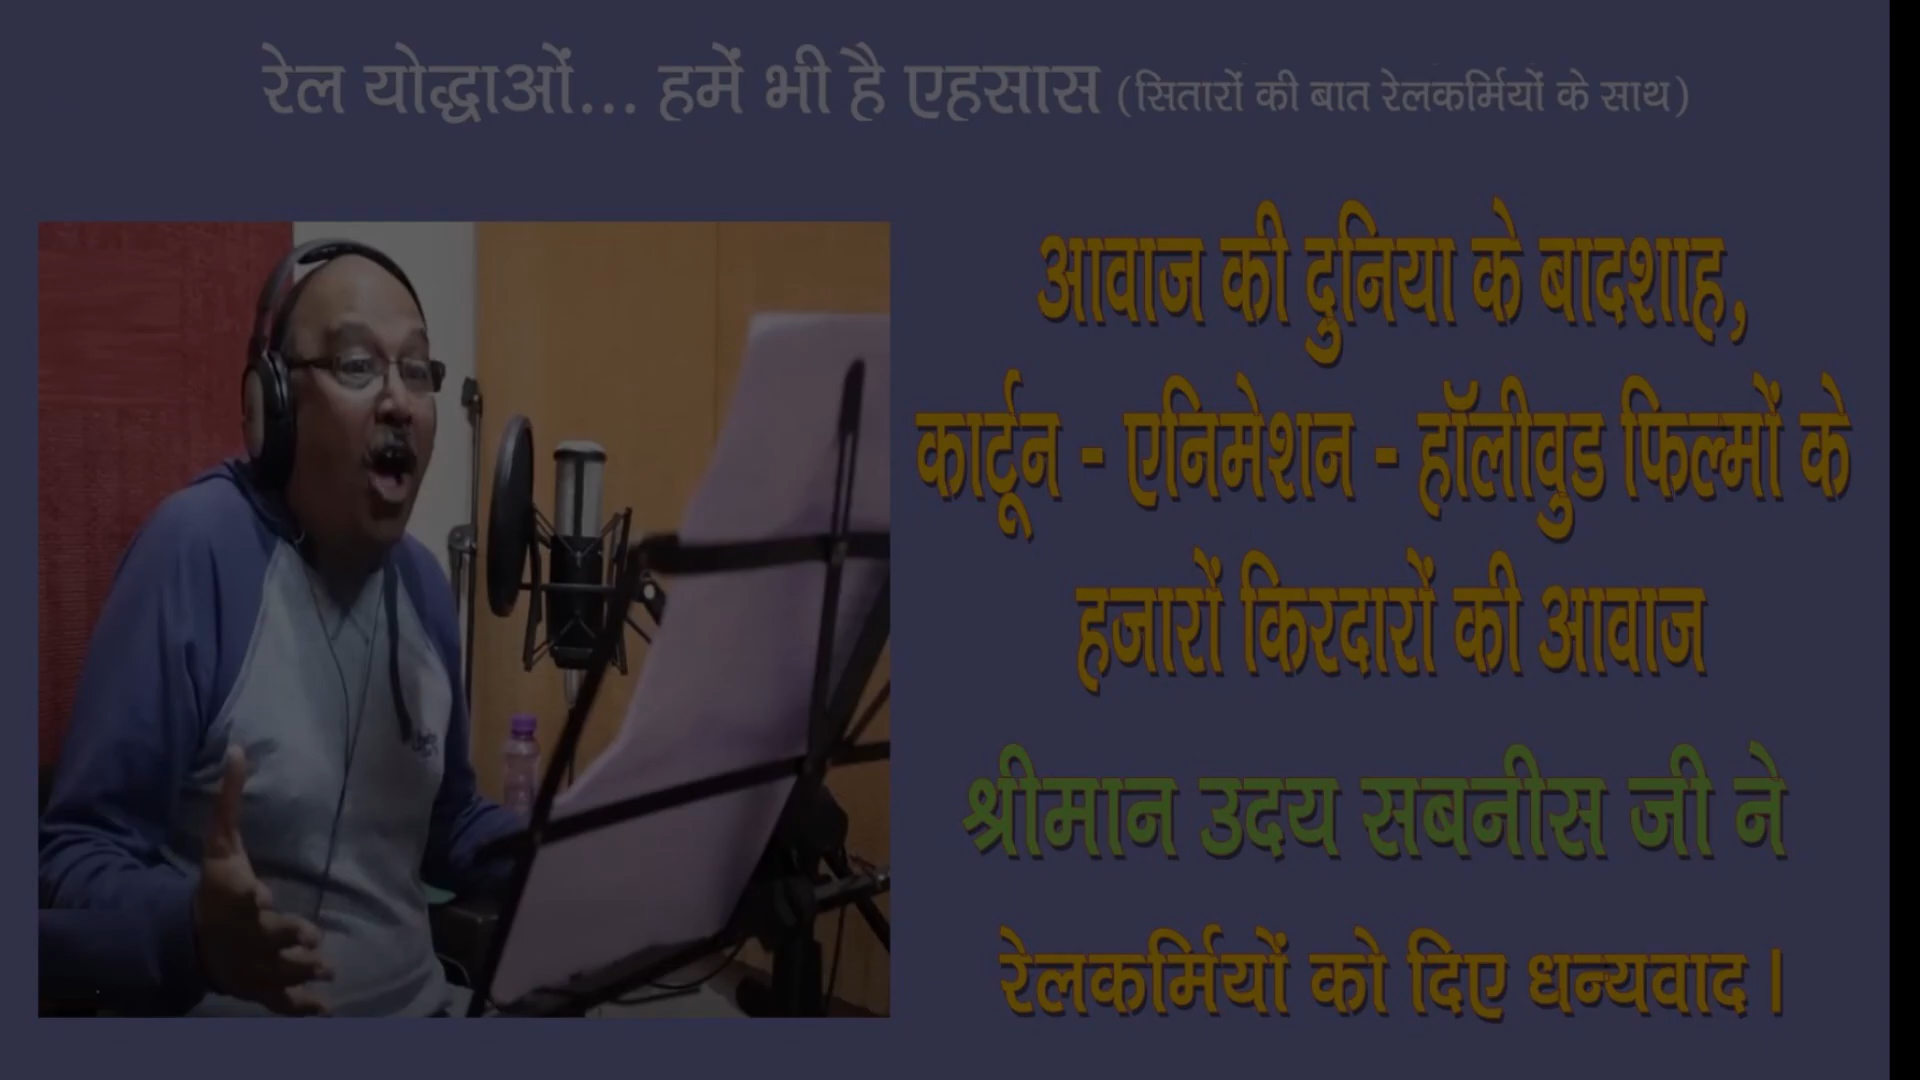 रेल योद्धाओं... हमें भी है एहसास (सितारों की बात रेलकर्मियों के साथ)
आवाज की दुनिया के बादशाह,
कार्टून - एनिमेशन - हॉलीवुड फिल्मों के
हजारों किरदारों की आवाज
श्रीमान उदय सबनीस जी ने
रेलकर्मियों को दिए धन्यवाद ।